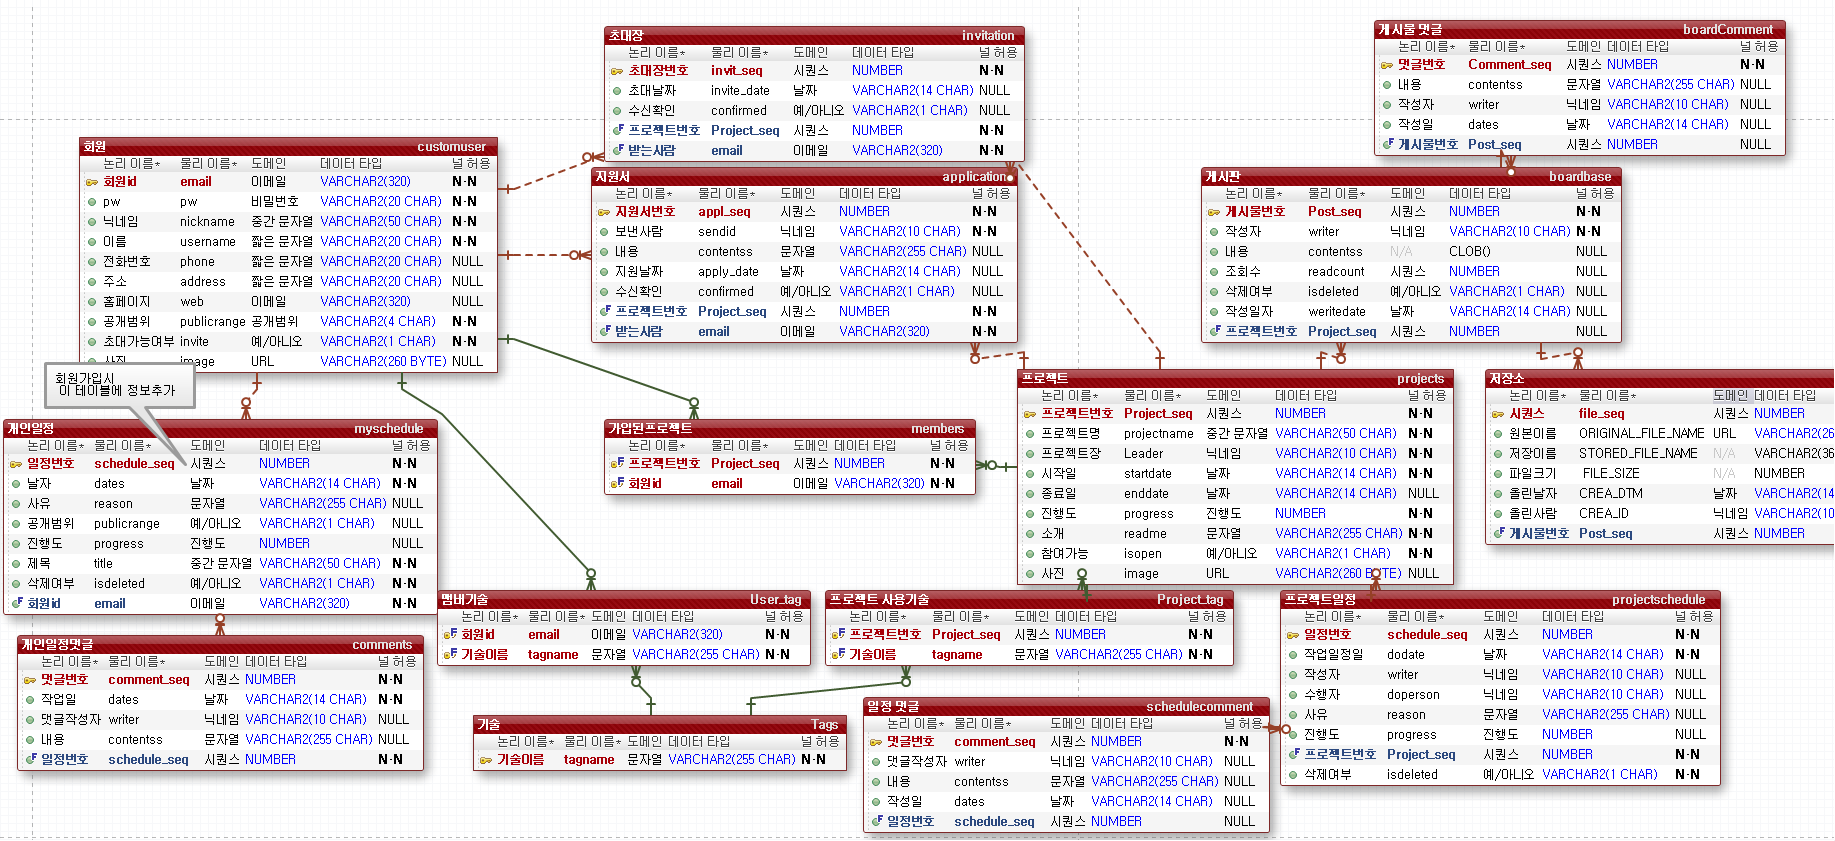 초대장 invitation
논리 이름* 물리 이름* 도메인 데이터 타입 널 허용
초대장번호 invit_seq 시퀀스 NUMBER N-N
초대날짜 invite_date 날짜 VARCHAR2(14 CHAR) NULL
수신확인 confirmed 예/아니오 VARCHAR2(1 CHAR) NULL
프로젝트번호 Project_seq 시퀀스 NUMBER N-N
받는사람 email 이메일 VARCHAR2(320) N-N
게시물 댓글 boardComment
논리 이름* 물리 이름* 도메인 데이터 타입 널 허용
댓글번호 Comment_seq 시퀀스 NUMBER N-N
내용 contentss 문자열 VARCHAR2(255 CHAR) NULL
작성자 writer 닉네임 VARCHAR2(10 CHAR) NULL
작성일 dates 날짜 VARCHAR2(14 CHAR) NULL
게시물번호 Post_seq 시퀀스 NUMBER NULL
회원 customuser
논리 이름* 물리 이름* 도메인 데이터 타입 널 허용
회원id email 이메일 VARCHAR2(320) N-N
pw pw 비밀번호 VARCHAR2(20 CHAR) N-N
닉네임 nickname 중간 문자열 VARCHAR2(50 CHAR) N-N
이름 username 짧은 문자열 VARCHAR2(20 CHAR) N-N
전화번호 phone 짧은 문자열 VARCHAR2(20 CHAR) NULL
주소 address 짧은 문자열 VARCHAR2(20 CHAR) NULL
홈페이지 web 이메일 VARCHAR2(320) NULL
공개범위 publicrange 공개범위 VARCHAR2(4 CHAR) N-N
초대가능여부 invite 예/아니오 VARCHAR2(1 CHAR) N-N
사진 image URL VARCHAR2(260 BYTE) NULL
회원가입시
이 테이블에 정보추가
지원서 application
논리 이름* 물리 이름* 도메인 데이터 타입 널 허용
지원서번호 appl_seq 시퀀스 NUMBER N-N
보낸사람 sendid 닉네임 VARCHAR2(10 CHAR) N-N
내용 contentss 문자열 VARCHAR2(255 CHAR) NULL
지원날짜 apply_date 날짜 VARCHAR2(14 CHAR) NULL
수신확인 confirmed 예/아니오 VARCHAR2(1 CHAR) NULL
프로젝트번호 Project_seq 시퀀스 NUMBER N-N
받는사람 email 이메일 VARCHAR2(320) N-N
게시판 boardbase
논리 이름* 물리 이름* 도메인 데이터 타입 널 허용
게시물번호 Post_seq 시퀀스 NUMBER N-N
작성자 writer 닉네임 VARCHAR2(10 CHAR) N-N
내용 contentss N/A CLOB() NULL
조회수 readcount 시퀀스 NUMBER NULL
삭제여부 isdeleted 예/아니오 VARCHAR2(1 CHAR) NULL
작성일자 weritedate 날짜 VARCHAR2(14 CHAR) NULL
프로젝트번호 Project_seq 시퀀스 NUMBER NULL
프로젝트 projects
논리 이름* 물리 이름* 도메인 데이터 타입 널 허용
프로젝트번호 Project_seq 시퀀스 NUMBER N-N
프로젝트명 projectname 중간 문자열 VARCHAR2(50 CHAR) N-N
프로젝트장 Leader 닉네임 VARCHAR2(10 CHAR) N-N
시작일 startdate 날짜 VARCHAR2(14 CHAR) N-N
종료일 enddate 날짜 VARCHAR2(14 CHAR) NULL
진행도 progress 진행도 NUMBER N-N
소개 readme 문자열 VARCHAR2(255 CHAR) N-N
참여가능 isopen 예/아니오 VARCHAR2(1 CHAR) N-N
사진 image URL VARCHAR2(260 BYTE) NULL
저장소
논리 이름* 물리 이름* 도메인 데이터 타입
시퀀스 file_seq 시퀀스 NUMBER
원본이름 ORIGINAL_FILE_NAME URL VARCHAR2(26
저장이름 STORED_FILE_NAME N/A VARCHAR2(36
파일크기 FILE_SIZE N/A NUMBER
올린날자 CREA_DTM 날짜 VARCHAR2(14
올린사람 CREA_ID 닉네임 VARCHAR2(10
게시물번호 Post_seq 시퀀스 NUMBER
개인일정 myschedule
논리 이름* 물리 이름* 도메인 데이터 타입 널 허용
일정번호 schedule_seq 시퀀스 NUMBER N-N
날자 dates 날짜 VARCHAR2(14 CHAR) N-N
사유 reason 문자열 VARCHAR2(255 CHAR) NULL
공개범위 publicrange 예/아니오 VARCHAR2(1 CHAR) NULL
진행도 progress 진행도 NUMBER NULL
제목 title 중간 문자열 VARCHAR2(50 CHAR) N-N
삭제여부 isdeleted 예/아니오 VARCHAR2(1 CHAR) N-N
회원id email 이메일 VARCHAR2(320) N-N
가입된프로젝트 members
논리 이름* 물리 이름* 도메인 데이터 타입 널 허용
프로젝트번호 Project_seq 시퀀스 NUMBER N-N
회원id email 이메일 VARCHAR2(320) N-N
개인일정댓글 comments
논리 이름* 물리 이름* 도메인 데이터 타입 널 허용
댓글번호 comment_seq 시퀀스 NUMBER N-N
작업일 dates 날짜 VARCHAR2(14 CHAR) N-N
댓글작성자 writer 닉네임 VARCHAR2(10 CHAR) NULL
내용 contentss 문자열 VARCHAR2(255 CHAR) NULL
일정번호 schedule_seq 시퀀스 NUMBER N-N
멤버기술 User_tag
논리 이름* 물리 이름* 도메인 데이터 타입 널 허용
회원id email 이메일 VARCHAR2(320) N-N
기술이름 tagname 문자열 VARCHAR2(255 CHAR) N-N
프로젝트 사용기술 Project_tag
논리 이름* 물리 이름* 도메인 데이터 타입 널 허용
프로젝트번호 Project_seq 시퀀스 NUMBER N-N
기술이름 tagname 문자열 VARCHAR2(255 CHAR) N-N
프로젝트일정 projectschedule
논리 이름* 물리 이름* 도메인 데이터 타입 널 허용
일정번호 schedule_seq 시퀀스 NUMBER N-N
작업일정일 dodate 날짜 VARCHAR2(14 CHAR) N-N
작성자 writer 닉네임 VARCHAR2(10 CHAR) NULL
수행자 doperson 닉네임 VARCHAR2(10 CHAR) N-N
사유 reason 문자열 VARCHAR2(255 CHAR) NULL
진행도 progress 진행도 NUMBER NULL
프로젝트번호 Project_seq 시퀀스 NUMBER N-N
삭제여부 isdeleted 예/아니오 VARCHAR2(1 CHAR) N-N
기술 Tags
논리 이름* 물리 이름* 도메인 데이터 타입 널 허용
기술이름 tagname 문자열 VARCHAR2(255 CHAR) N-N
일정 댓글 schedulecomment
논리 이름* 물리 이름* 도메인 데이터 타입 널 허용
댓글번호 comment_seq 시퀀스 NUMBER N-N
댓글작성자 writer 닉네임 VARCHAR2(10 CHAR) NULL
내용 contentss 문자열 VARCHAR2(255 CHAR) NULL
작성일 dates 날짜 VARCHAR2(14 CHAR) NULL
일정번호 schedule_seq 시퀀스 NUMBER NULL